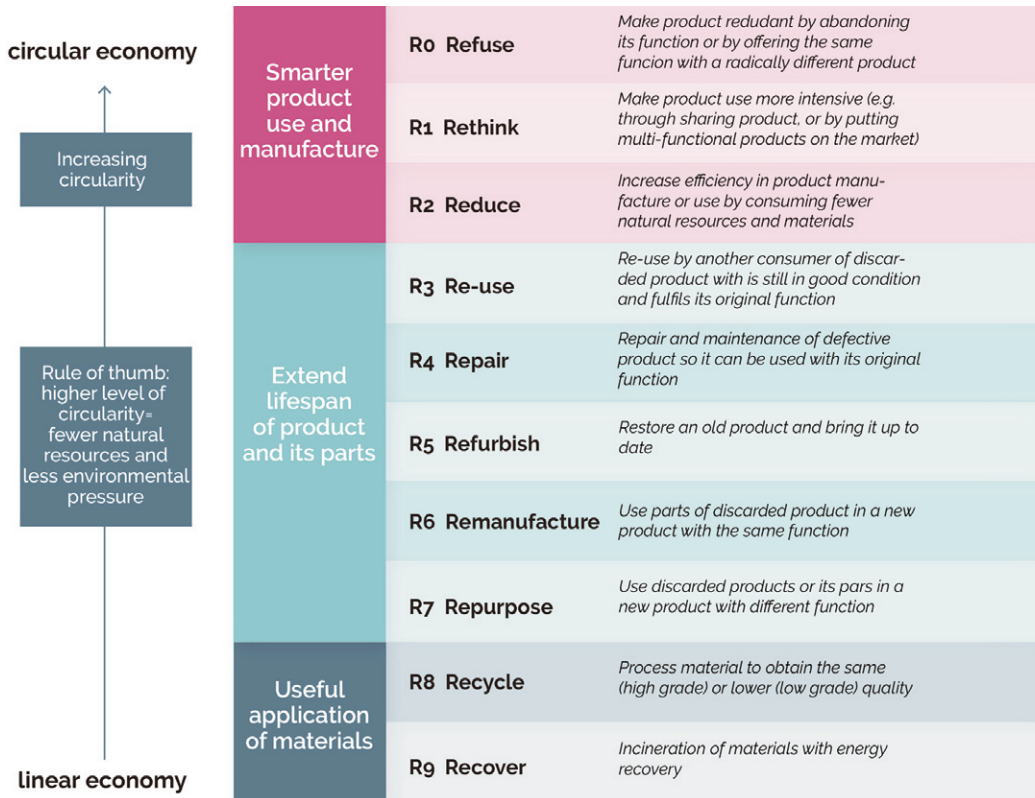 circular economy
Increasing
circularity
Rule of thumb:
higher level of
circularity=
fewer natural
resources and
less environmental
pressure
linear economy
Smarter
product
use and
manufacture
R0 Refuse
Make product redudant by abandoning
its function or by offering the same
funcion with a radically different product
R1 Rethink
Make product use more intensive (e.g.
through sharing product, or by putting
multi-functional products on the market)
R2 Reduce
Increase efficiency in product manu-
facture or use by consuming fewer
natural resources and materials
Extend
lifespan
of product
and its parts
R3 Re-use
Re-use by another consumer of discar-
ded product with is still in good condition
and fulfils its original function
R4 Repair
Repair and maintenance of defective
product so it can be used with its original
function
R5 Refurbish
Restore an old product and bring it up to
date
R6 Remanufacture
Use parts of discarded product in a new
product with the same function
R7 Repurpose
Use discarded products or its pars in a
new product with different function
Useful
application
of materials
R8 Recycle
Process material to obtain the same
(high grade) or lower (low grade) quality
R9 Recover
Incineration of materials with energy
recovery